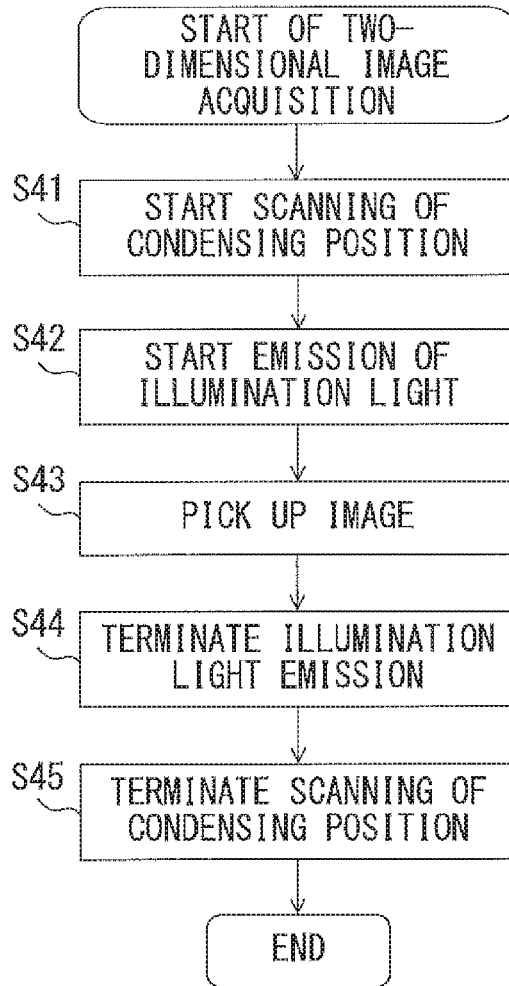 START OF TWO-
DIMENSIONAL IMAGE
ACQUISITION
S41
START SCANNING OF
CONDENSING POSITION
S42
START EMISSION OF
ILLUMINATION LIGHT
S43
PICK UP IMAGE
S44
TERMINATE ILLUMINATION
LIGHT EMISSION
S45
TERMINATE SCANNING OF
CONDENSING POSITION
END